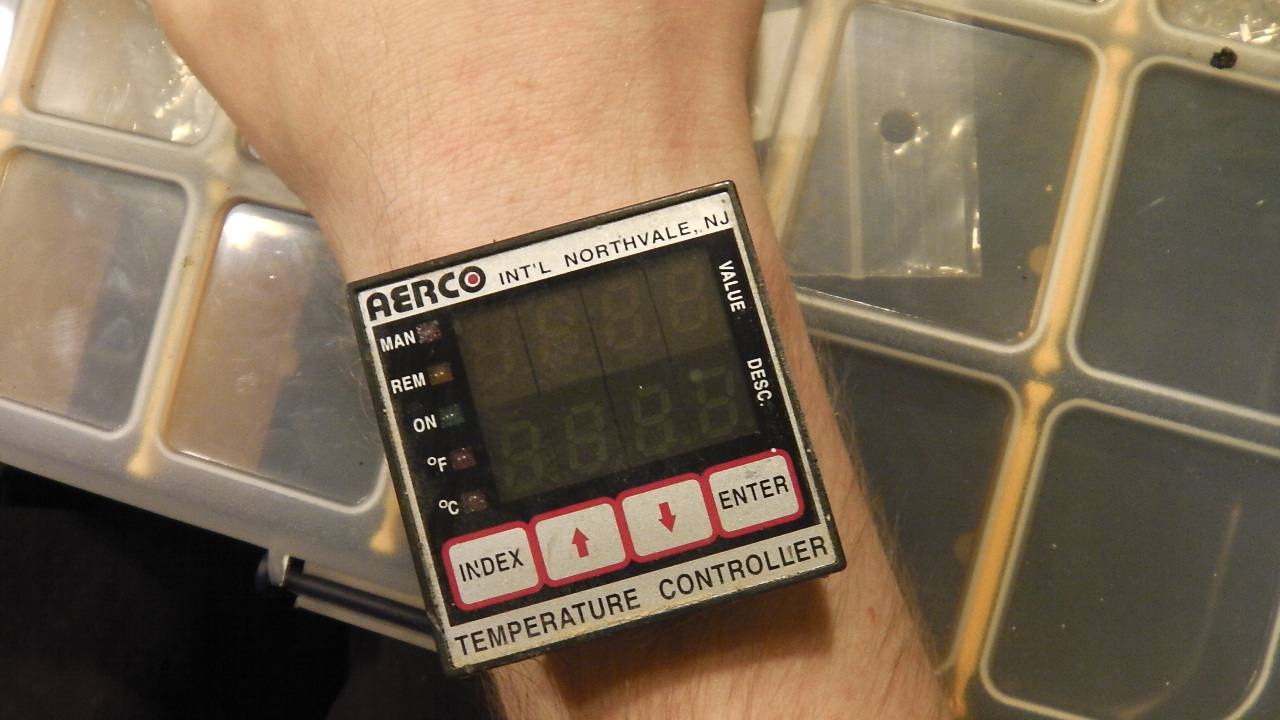 AERCO INT'L NORTHVALE, NJ
MAN
REM
ON
°F
°C
VALUE
DESC.
INDEX
ENTER
TEMPERATURE CONTROLLER